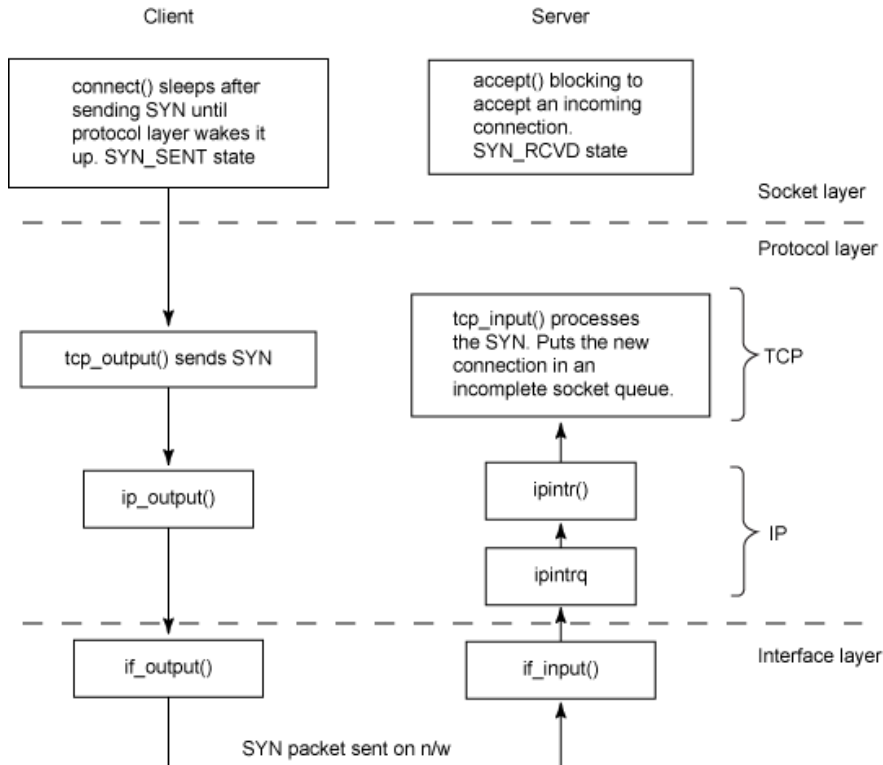 Client
Server
connect() sleeps after
sending SYN until
protocol layer wakes it
up. SYN_SENT state
accept() blocking to
accept an incoming
connection.
SYN_RCVD state
Socket layer
Protocol layer
tcp_output() sends SYN
tcp_input() processes
the SYN. Puts the new
connection in an
incomplete socket queue.
TCP
ip_output()
ipintr()
IP
ipintrq
if_output()
if_input()
Interface layer
SYN packet sent on n/w